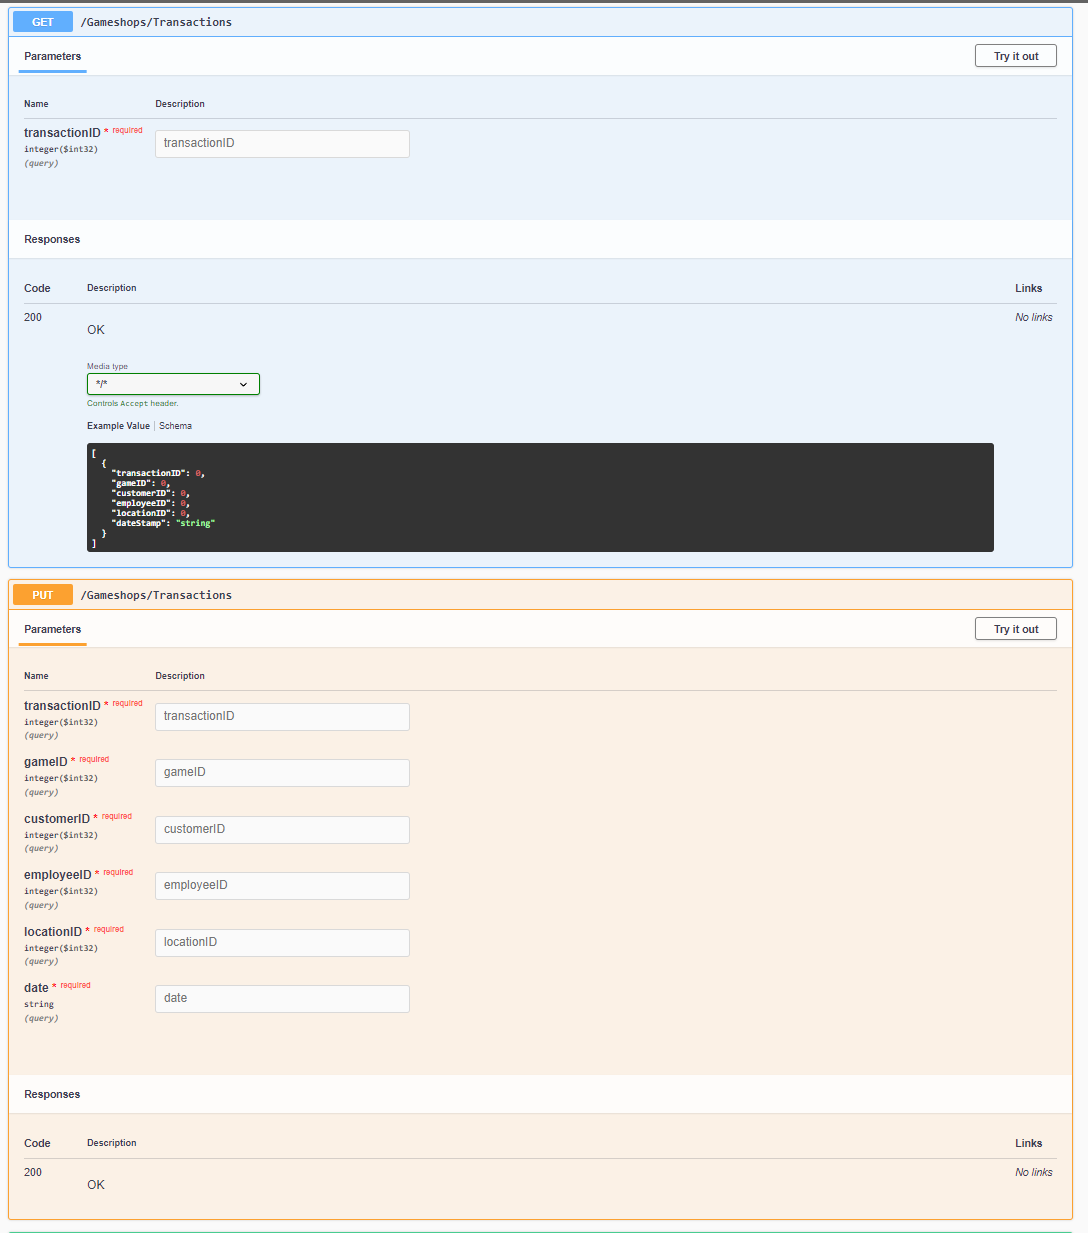 GET /Gameshops/Transactions
Parameters Try it out
Name Description
transactionID * required transactionID
integer($int32)
(query)
Responses
Code Description Links
200 No links
OK
Media type
*/*
Controls Accept header.
Example Value | Schema
[
{
"transactionID": 0,
"gameID": 0,
"customerID": 0,
"employeeID": 0,
"locationID": 0,
"dateStamp": "string"
}
]
PUT /Gameshops/Transactions
Parameters Try it out
Name Description
transactionID * required transactionID
integer($int32)
(query)
gameID * required gameID
integer($int32)
(query)
customerID * required customerID
integer($int32)
(query)
employeeID * required employeeID
integer($int32)
(query)
locationID * required locationID
integer($int32)
(query)
date * required date
string
(query)
Responses
Code Description Links
200 No links
OK